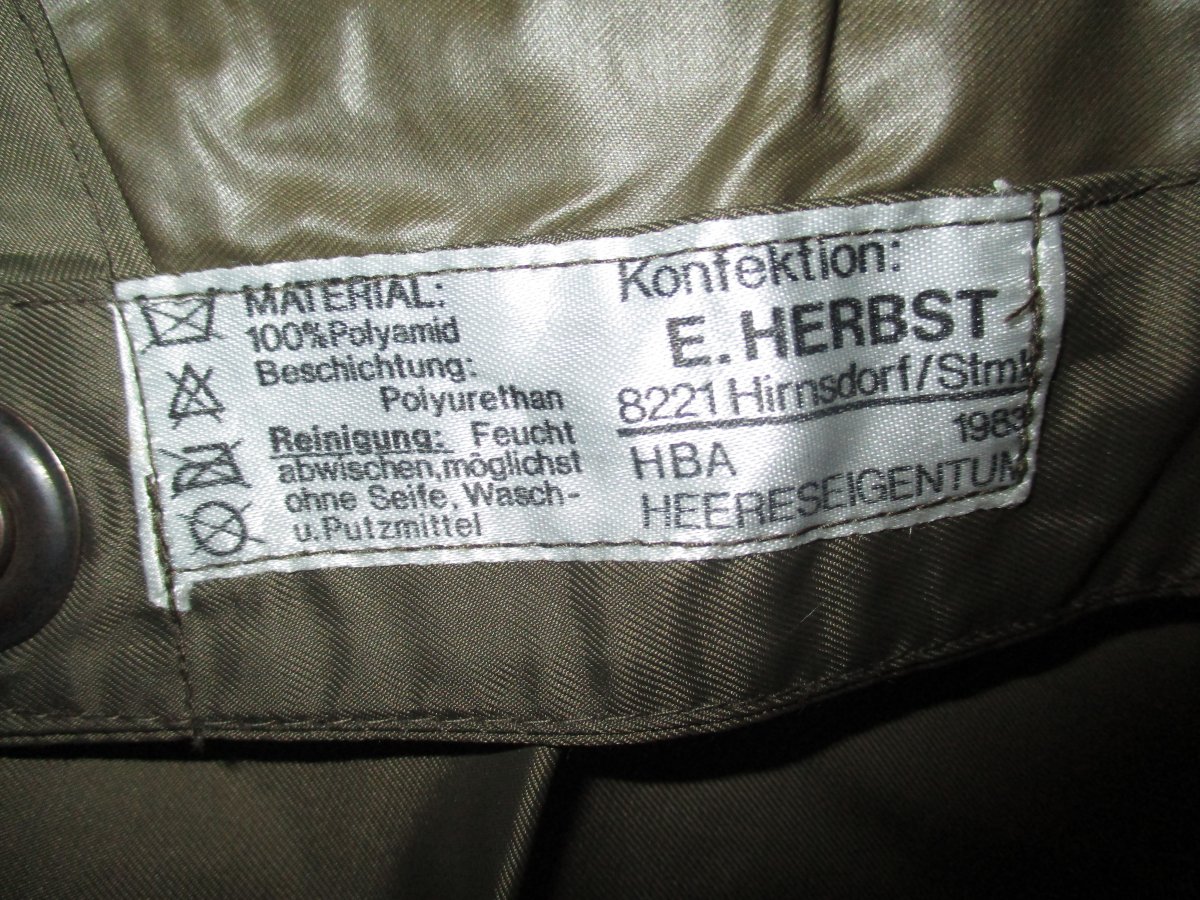 MATERIAL:
100%Polyamid
Beschichtung:
Polyurethan
Reinigung: Feucht
abwischen, möglichst
ohne Seife, Wasch-
u. Putzmittel
Konfektion:
E. HERBST
8221 Hirnsdorf/Stmk
1983
HBA
HEERESEIGENTUM